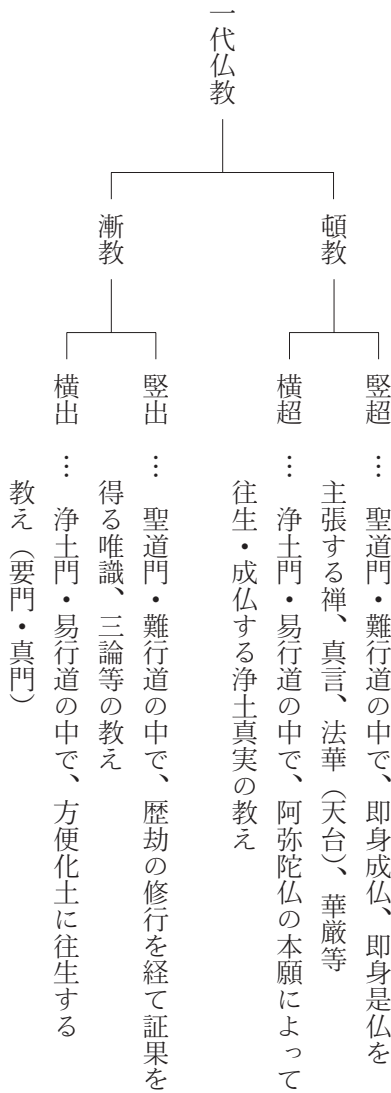 一代仏教
頓教
竪超 … 聖道門・難行道の中で、即身成仏、即身是仏を
主張する禅、真言、法華（天台）、華厳等
横超 … 浄土門・易行道の中で、阿弥陀仏の本願によって
往生・成仏する浄土真実の教え
漸教
竪出 … 聖道門・難行道の中で、歴劫の修行を経て証果を
得る唯識、三論等の教え
横出 … 浄土門・易行道の中で、方便化土に往生する
教え（要門・真門）